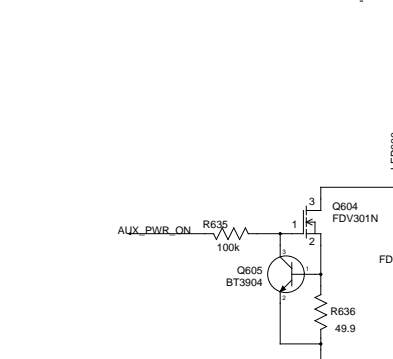 3
Q604
FDV301N
R635
AUX_PWR_ON
1
100k
2
3
FD
Q605
1
BT3904
2
R636
49.9